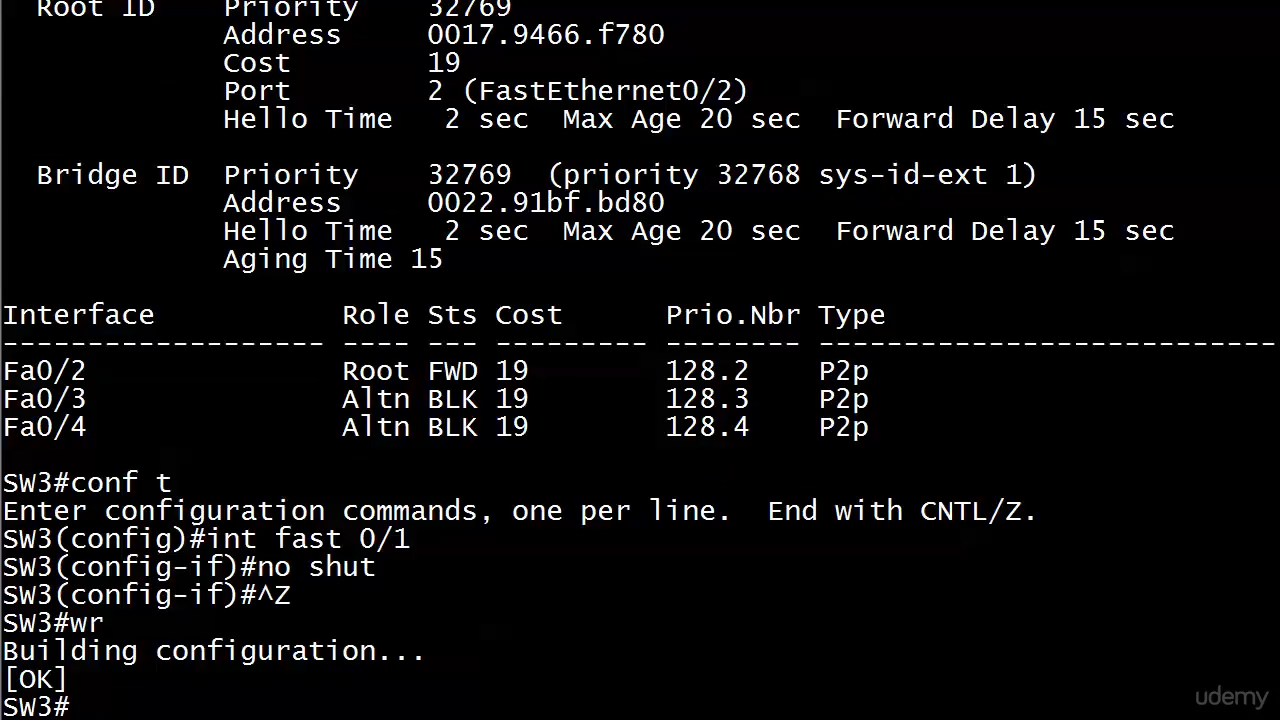 Root ID    Priority    32769
Address     0017.9466.f780
Cost        19
Port        2 (FastEthernet0/2)
Hello Time   2 sec  Max Age 20 sec  Forward Delay 15 sec
Bridge ID  Priority    32769  (priority 32768 sys-id-ext 1)
Address     0022.91bf.bd80
Hello Time   2 sec  Max Age 20 sec  Forward Delay 15 sec
Aging Time 15
Interface           Role Sts Cost      Prio.Nbr Type
------------------- ---- --- --------- -------- ---------------------------
Fa0/2               Root FWD 19        128.2    P2p
Fa0/3               Altn BLK 19        128.3    P2p
Fa0/4               Altn BLK 19        128.4    P2p
SW3#conf t
Enter configuration commands, one per line.  End with CNTL/Z.
SW3(config)#int fast 0/1
SW3(config-if)#no shut
SW3(config-if)#^Z
SW3#wr
Building configuration...
[OK]
SW3#
udemy